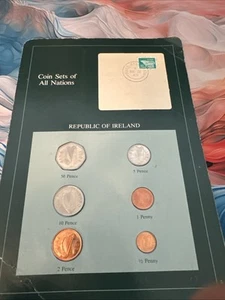 Coin Sets of
All Nations
REPUBLIC OF IRELAND
50 Pence
5 Pence
10 Pence
1 Penny
2 Pence
½ Penny